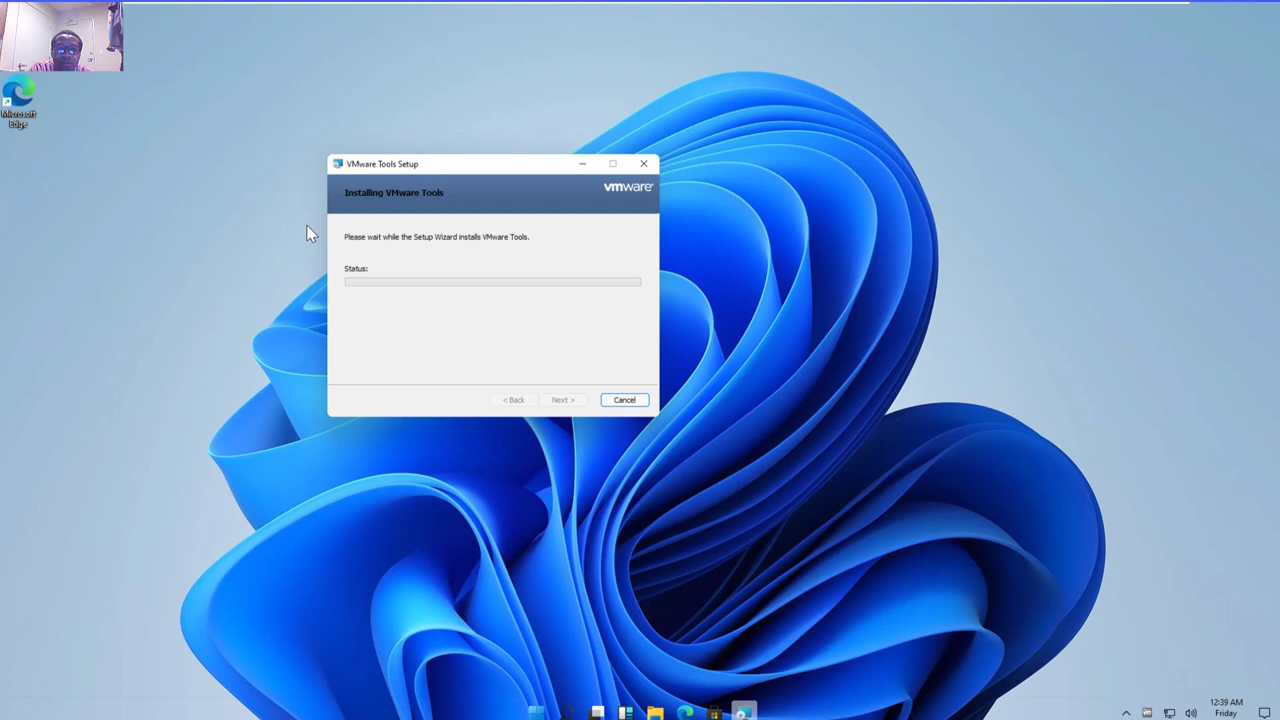 Microsoft
Edge
VMware Tools Setup
Installing VMware Tools
vmware
Please wait while the Setup Wizard installs VMware Tools.
Status:
< Back
Next >
Cancel
12:39 AM
Friday